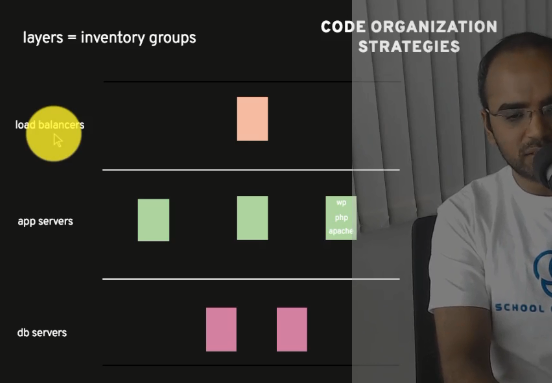 layers = inventory groups
CODE ORGANIZATION
STRATEGIES
load balancers
app servers
wp
php
apache
db servers
SCHOOL